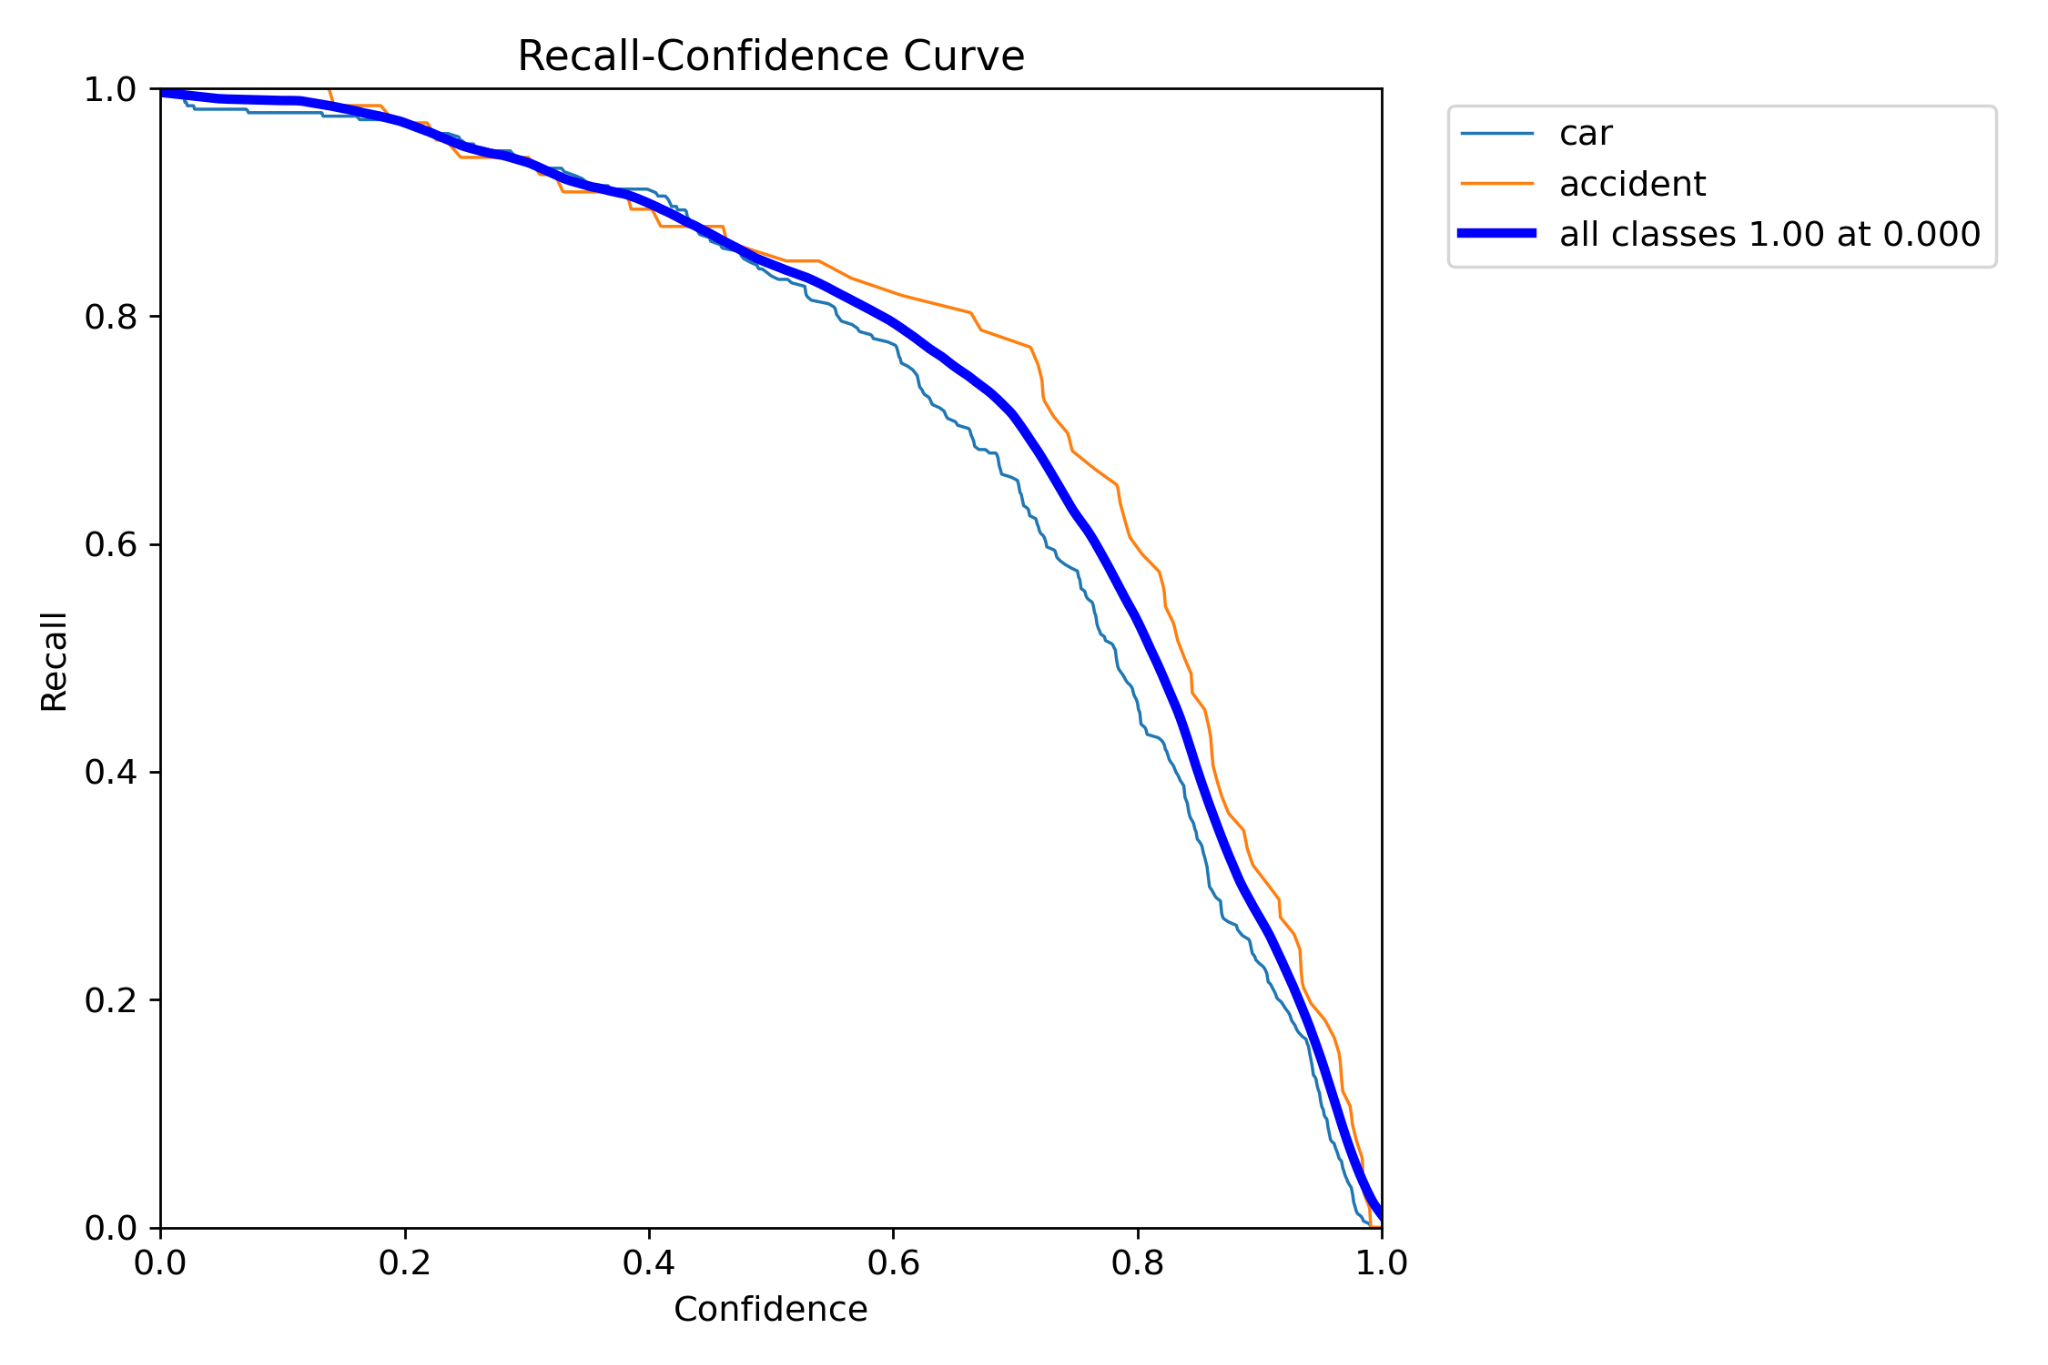 Recall-Confidence Curve
car
accident
all classes 1.00 at 0.000
Recall
1.0
0.8
0.6
0.4
0.2
0.0
0.0 0.2 0.4 0.6 0.8 1.0
Confidence